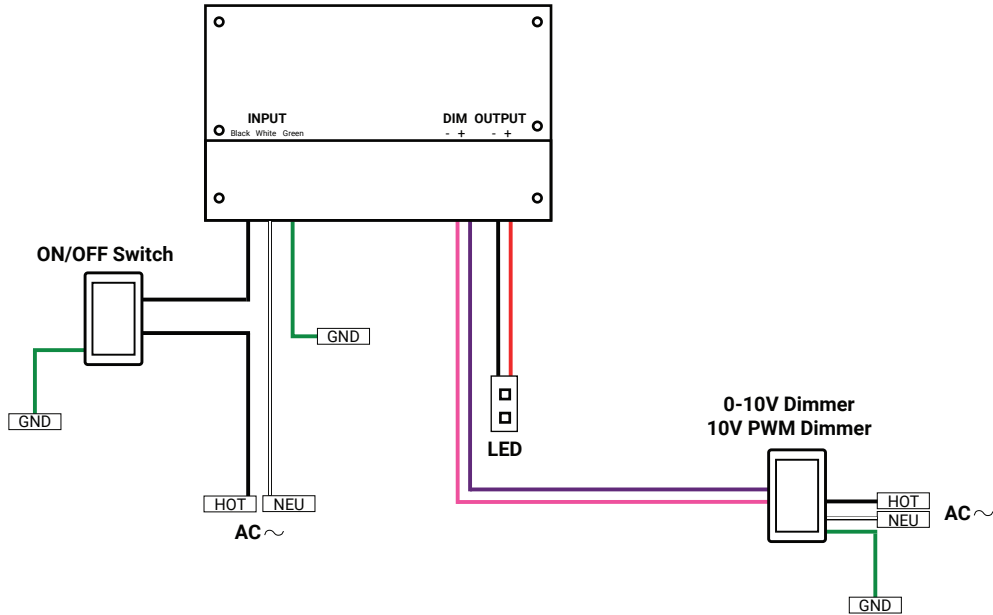 INPUT
Black White Green
DIM OUTPUT
- + - +
ON/OFF Switch
GND
GND
HOT NEU
AC
LED
0-10V Dimmer
10V PWM Dimmer
HOT
NEU
AC
GND